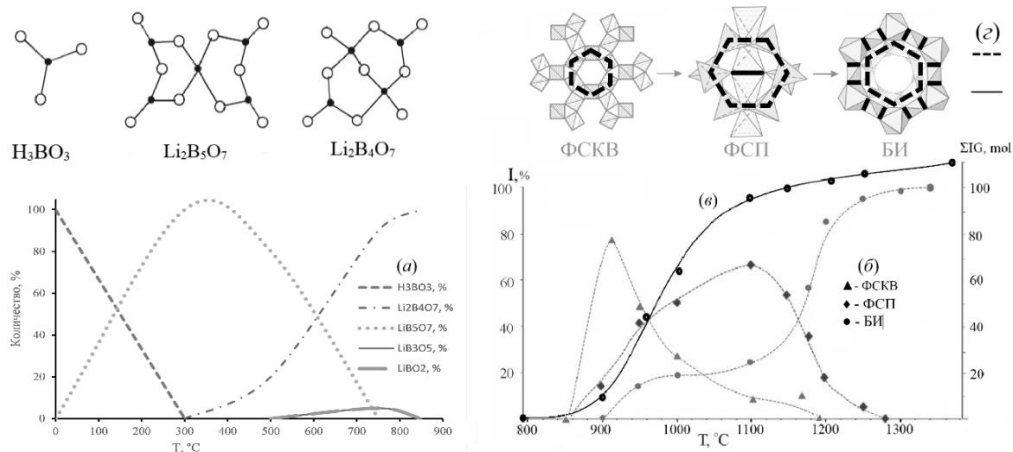 H₃BO₃
Li₂B₅O₇
Li₂B₄O₇
Количество, %
100
80
60
40
20
0
(а)
H3BO3, %
Li2B4O7, %
LiB5O7, %
LiB3O5, %
LiBO2, %
0 100 200 300 400 500 600 700 800 900
T, °C
ФСКВ
ФСП
БИ
(г)
I, %
ΣIG, mol
100
80
60
40
20
0
(в)
(б)
- ФСКВ
- ФСП
- БИ
100
80
60
40
20
0
800 900 1000 1100 1200 1300
T, °C